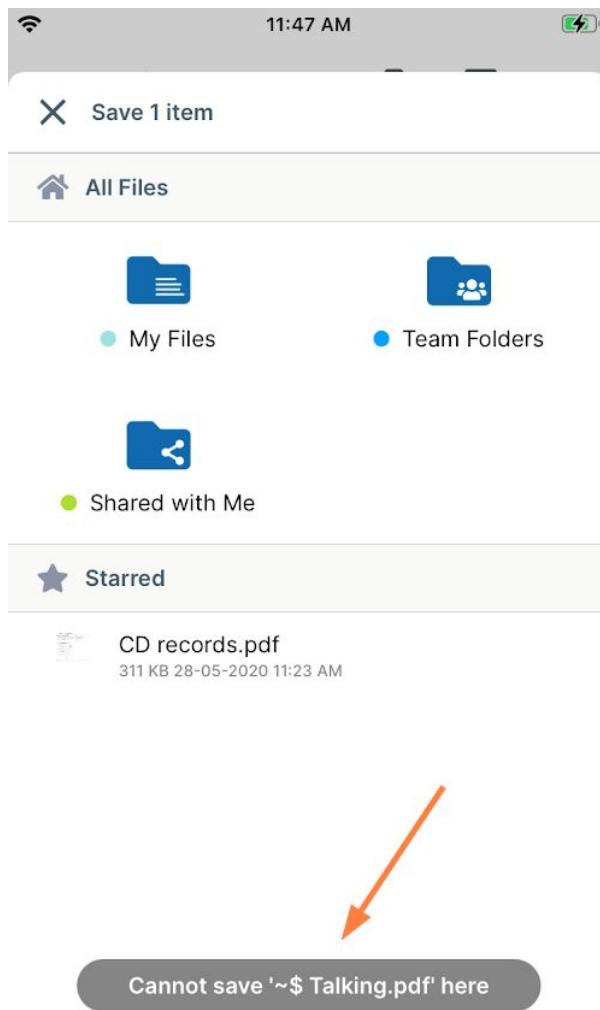 11:47 AM
Save 1 item
All Files
My Files
Team Folders
Shared with Me
Starred
CD records.pdf
311 KB 28-05-2020 11:23 AM
Cannot save '~$ Talking.pdf' here